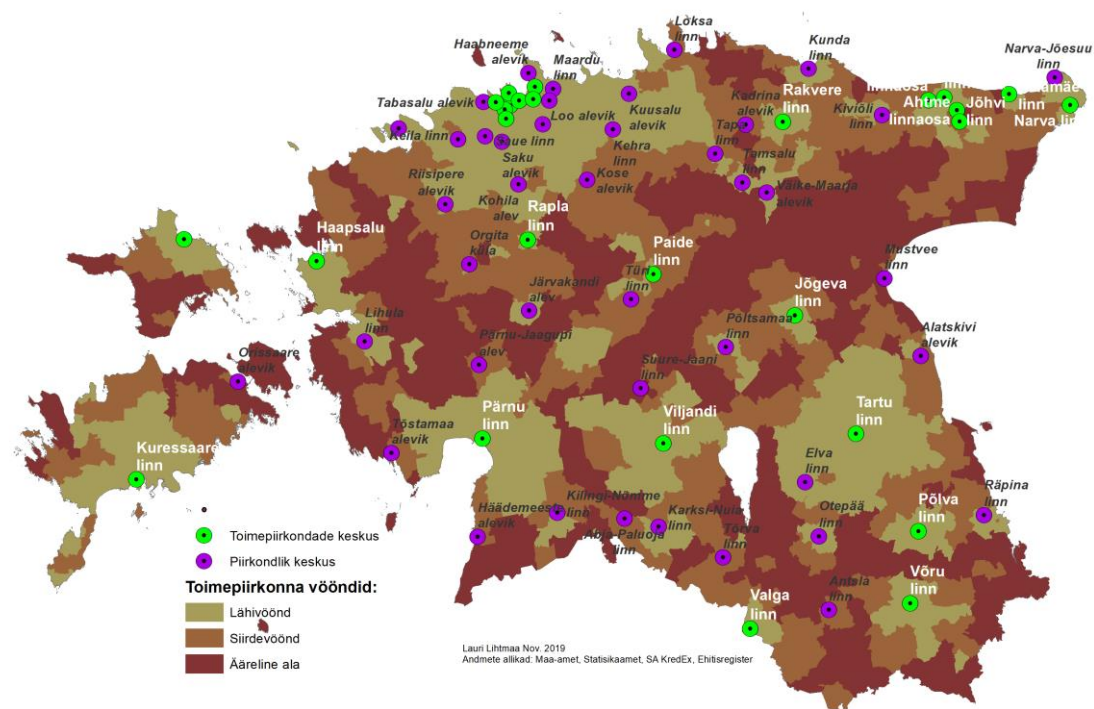 Loksa
linn
Haabneeme
alevik
Maardu
linn
Kunda
linn
Narva-Jõesuu
linn
Tabasalu alevik
Loo alevik
Kuusalu
alevik
Kadrina
alevik
Rakvere
linn
Kiviõli
linn
linnaosa
Ahtme
linnaosa
Jõhvi
linn
linn
Narva
Keila linn
linn
Kehra
linn
linn
Tamsalu
linn
Riisipere
alevik
Saku
alevik
Kose
alevik
Väike-Maarja
alevik
Kohila
alev
Rapla
linn
Haapsalu
linn
Orgita
küla
Paide
linn
linn
Mustvee
linn
Järvakandi
alev
Jõgeva
linn
Lihula
linn
Põltsamaa
linn
Alatskivi
alevik
Orissaare
alevik
Pärnu-Jaagupi
alev
Suure-Jaani
linn
Pärnu
linn
Viljandi
linn
Tartu
linn
Tõstamaa
alevik
Kuressaare
linn
Elva
linn
Räpina
linn
Häädemeeste
alevik
Kilingi-Nõmme
linn
Abja-Paluoja
linn
Karksi-Nuia
linn
Tõrva
linn
Otepää
linn
Põlva
linn
Valga
linn
Antsla
linn
Võru
linn
Toimepiirkondade keskus
Piirkondlik keskus
Toimepiirkonna vööndid:
Lähivöönd
Siirdevöönd
Ääreline ala
Lauri Lihtmaa Nov. 2019
Andmete allikad: Maa-amet, Statisikaamet, SA KredEx, Ehitisregister